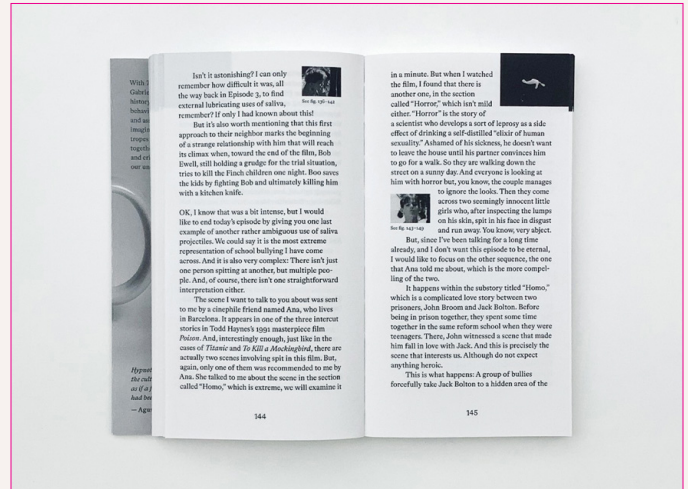 With
Gabrie
history
behavi
and ae
imagin
tropes
togeth
and cri
our un
Hypnot
the cult
as if a f
had bee
— Agus
Isn't it astonishing? I can only
remember how difficult it was, all
the way back in Episode 3, to find
external lubricating uses of saliva,
remember? If only I had known about this!
But it's also worth mentioning that this first
approach to their neighbor marks the beginning
of a strange relationship with him that will reach
its climax when, toward the end of the film, Bob
Ewell, still holding a grudge for the trial situation,
tries to kill the Finch children one night. Boo saves
the kids by fighting Bob and ultimately killing him
with a kitchen knife.
OK, I know that was a bit intense, but I would
like to end today's episode by giving you one last
example of another rather ambiguous use of saliva
projectiles. We could say it is the most extreme
representation of school bullying I have come
across. And it is also very complex: There isn't just
one person spitting at another, but multiple peo-
ple. And, of course, there isn't one straightforward
interpretation either.
The scene I want to talk to you about was sent
to me by a cinephile friend named Ana, who lives
in Barcelona. It appears in one of the three intercut
stories in Todd Haynes's 1991 masterpiece film
Poison. And, interestingly enough, just like in the
cases of Titanic and To Kill a Mockingbird, there are
actually two scenes involving spit in this film. But,
again, only one of them was recommended to me by
Ana. She talked to me about the scene in the section
called "Homo," which is extreme, we will examine it
144
in a minute. But when I watched
the film, I found that there is
another one, in the section
called "Horror," which isn't mild
either. "Horror" is the story of
a scientist who develops a sort of leprosy as a side
effect of drinking a self-distilled "elixir of human
sexuality." Ashamed of his sickness, he doesn't want
to leave the house until his partner convinces him
to go for a walk. So they are walking down the
street on a sunny day. And everyone is looking at
him with horror but, you know, the couple manages
to ignore the looks. Then they come
across two seemingly innocent little
girls who, after inspecting the lumps
on his skin, spit in his face in disgust
and run away. You know, very abject.
But, since I've been talking for a long time
already, and I don't want this episode to be eternal,
I would like to focus on the other sequence, the one
that Ana told me about, which is the more compel-
ling of the two.
It happens within the substory titled "Homo,"
which is a complicated love story between two
prisoners, John Broom and Jack Bolton. Before
being in prison together, they spent some time
together in the same reform school when they were
teenagers. There, John witnessed a scene that made
him fall in love with Jack. And this is precisely the
scene that interests us. Although do not expect
anything heroic.
This is what happens: A group of bullies
forcefully take Jack Bolton to a hidden area of the
145